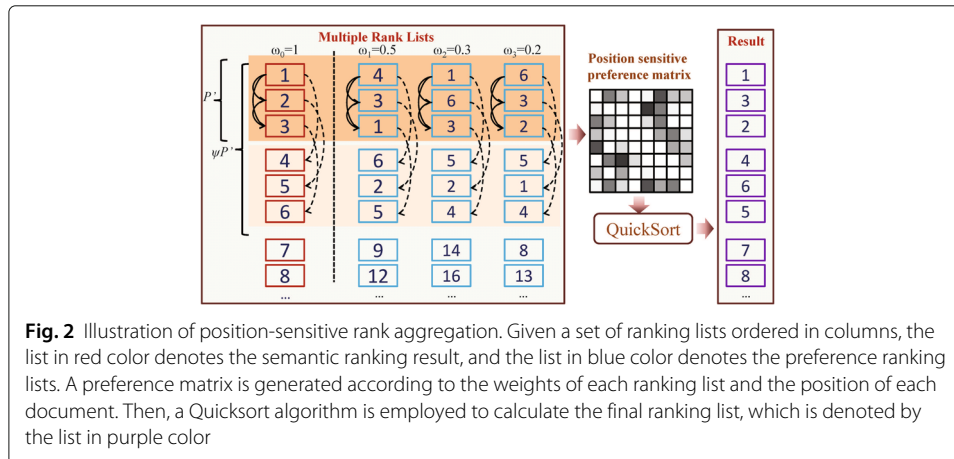 Multiple Rank Lists
ω₀=1 ω₁=0.5 ω₂=0.3 ω₃=0.2
P'
ψP'
1 4 1 6
2 3 6 3
3 1 3 2
4 6 5 5
5 2 2 1
6 5 4 4
7 9 14 8
8 12 16 13
... ... ... ...
Position sensitive
preference matrix
QuickSort
Result
1
3
2
4
6
5
7
8
...
Fig. 2 Illustration of position-sensitive rank aggregation. Given a set of ranking lists ordered in columns, the
list in red color denotes the semantic ranking result, and the list in blue color denotes the preference ranking
lists. A preference matrix is generated according to the weights of each ranking list and the position of each
document. Then, a Quicksort algorithm is employed to calculate the final ranking list, which is denoted by
the list in purple color